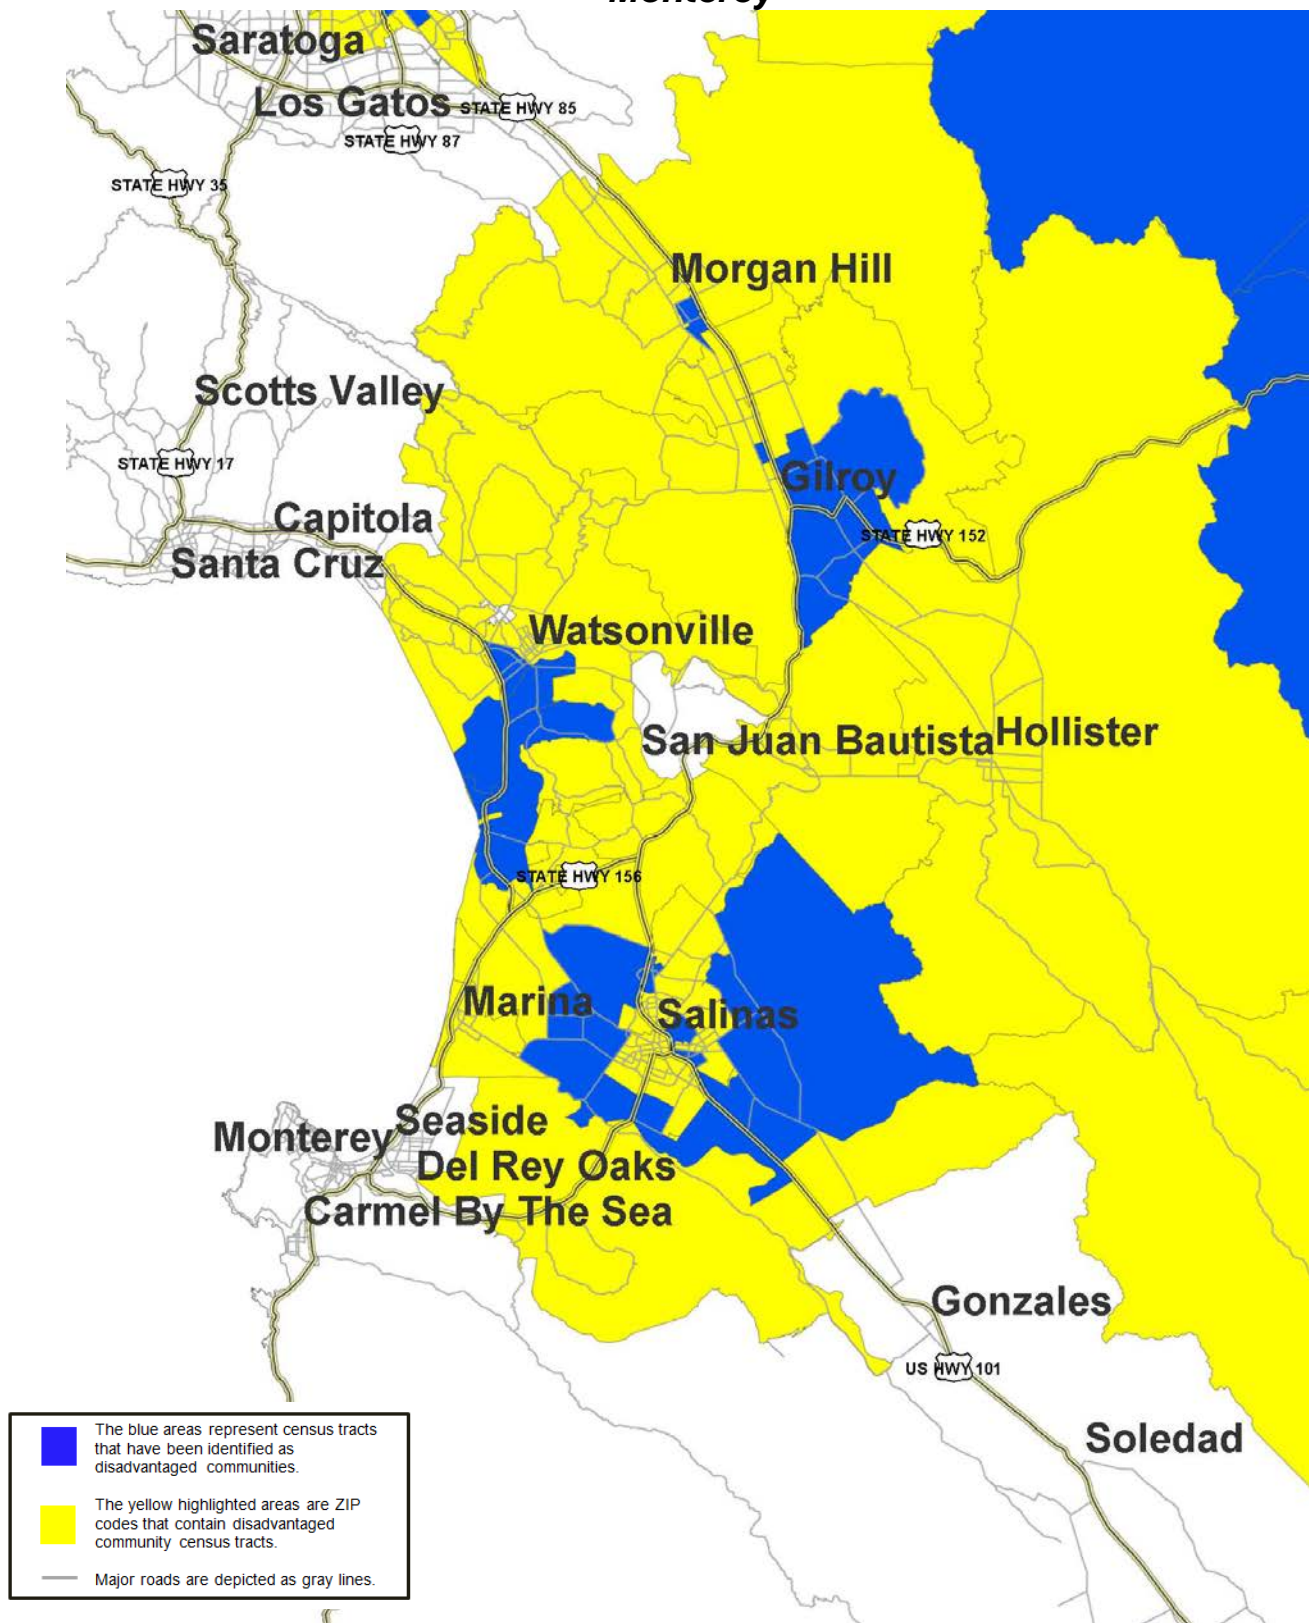 Monterey
Saratoga
Los Gatos
STATE HWY 85
STATE HWY 87
STATE HWY 35
Morgan Hill
Scotts Valley
STATE HWY 17
Gilroy
Capitola
STATE HWY 152
Santa Cruz
Watsonville
San Juan Bautista
Hollister
STATE HWY 156
Marina
Salinas
Seaside
Monterey
Del Rey Oaks
Carmel By The Sea
Gonzales
US HWY 101
Soledad
The blue areas represent census tracts
that have been identified as
disadvantaged communities.
The yellow highlighted areas are ZIP
codes that contain disadvantaged
community census tracts.
Major roads are depicted as gray lines.